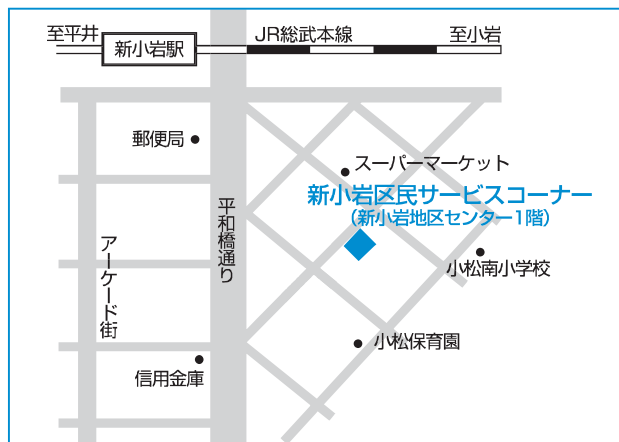 至平井
新小岩駅
JR総武本線
至小岩
郵便局
スーパーマーケット
新小岩区民サービスコーナー
（新小岩地区センター1階）
平和橋通り
アーケード街
小松南小学校
小松保育園
信用金庫